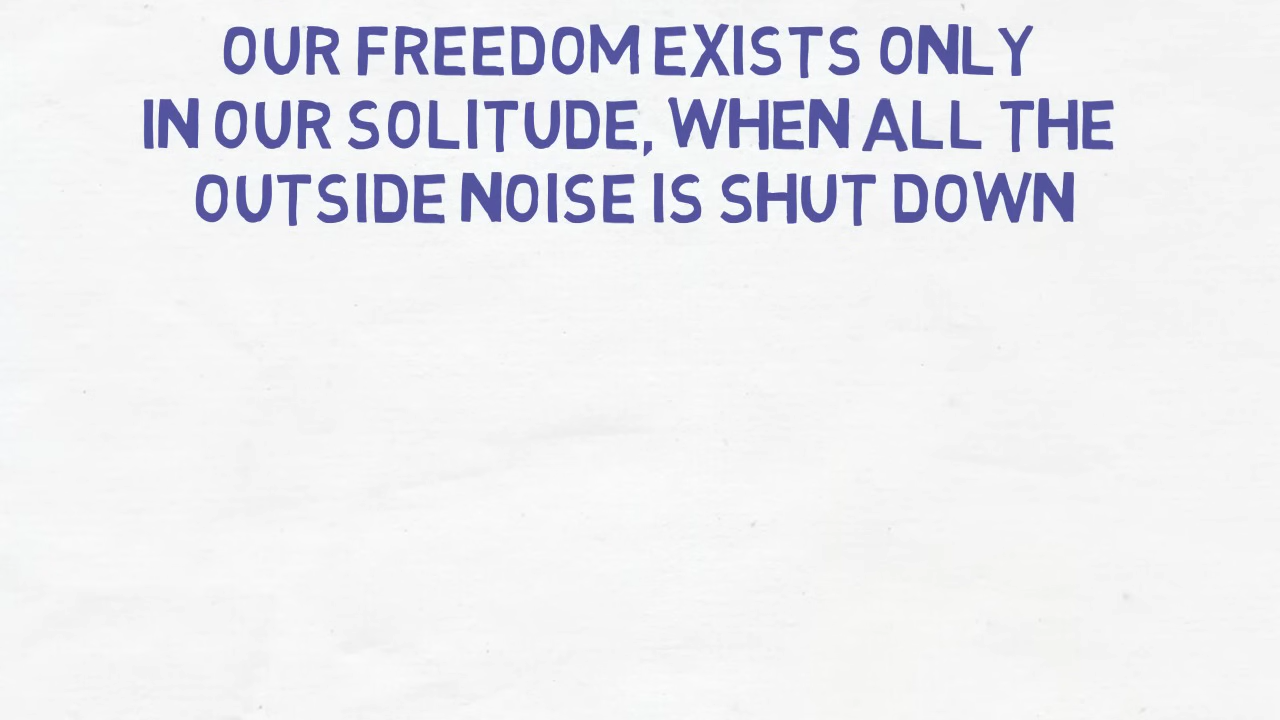 OUR FREEDOM EXISTS ONLY
IN OUR SOLITUDE, WHEN ALL THE
OUTSIDE NOISE IS SHUT DOWN